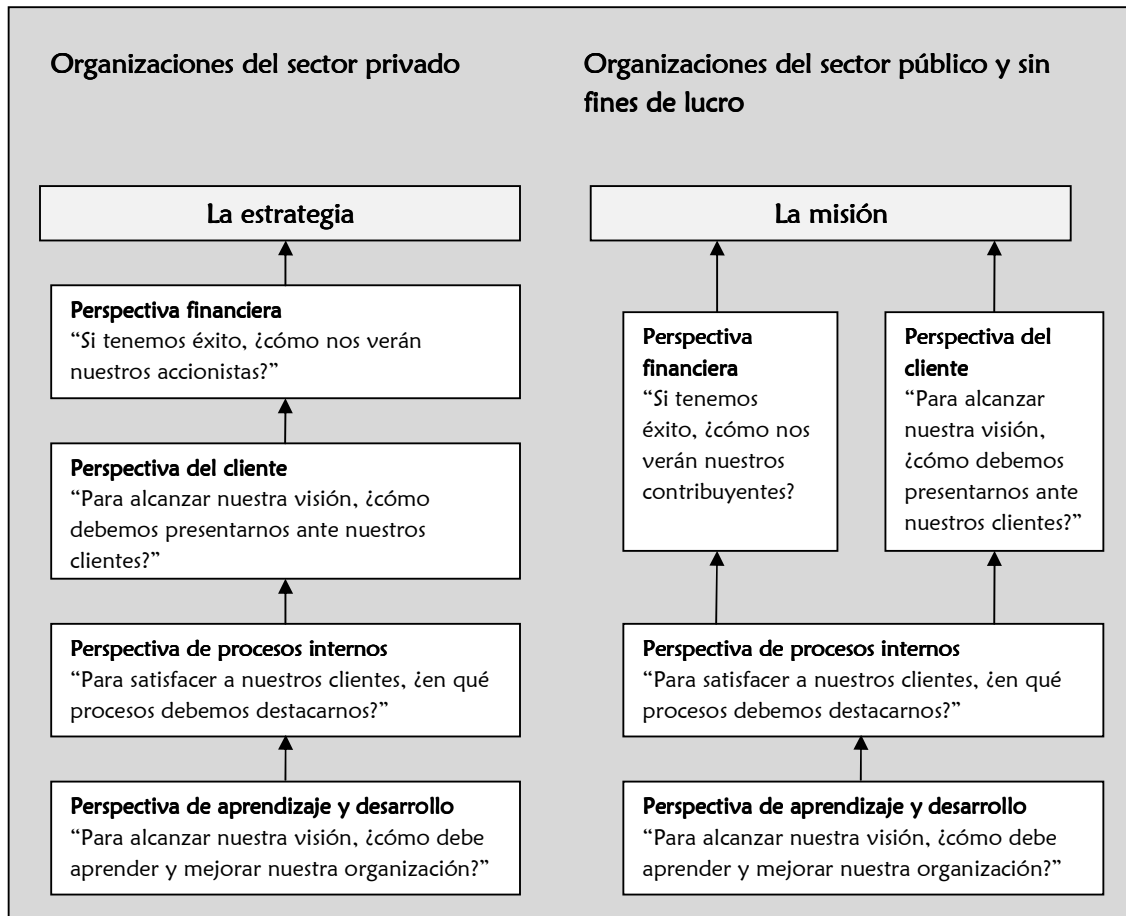 Organizaciones del sector privado
La estrategia
Perspectiva financiera
“Si tenemos éxito, ¿cómo nos verán
nuestros accionistas?”
Perspectiva del cliente
“Para alcanzar nuestra visión, ¿cómo
debemos presentarnos ante nuestros
clientes?”
Perspectiva de procesos internos
“Para satisfacer a nuestros clientes, ¿en qué
procesos debemos destacarnos?”
Perspectiva de aprendizaje y desarrollo
“Para alcanzar nuestra visión, ¿cómo debe
aprender y mejorar nuestra organización?”
Organizaciones del sector público y sin
fines de lucro
La misión
Perspectiva
financiera
“Si tenemos
éxito, ¿cómo nos
verán nuestros
contribuyentes?
Perspectiva del
cliente
“Para alcanzar
nuestra visión,
¿cómo debemos
presentarnos ante
nuestros clientes?”
Perspectiva de procesos internos
“Para satisfacer a nuestros clientes, ¿en qué
procesos debemos destacarnos?”
Perspectiva de aprendizaje y desarrollo
“Para alcanzar nuestra visión, ¿cómo debe
aprender y mejorar nuestra organización?”